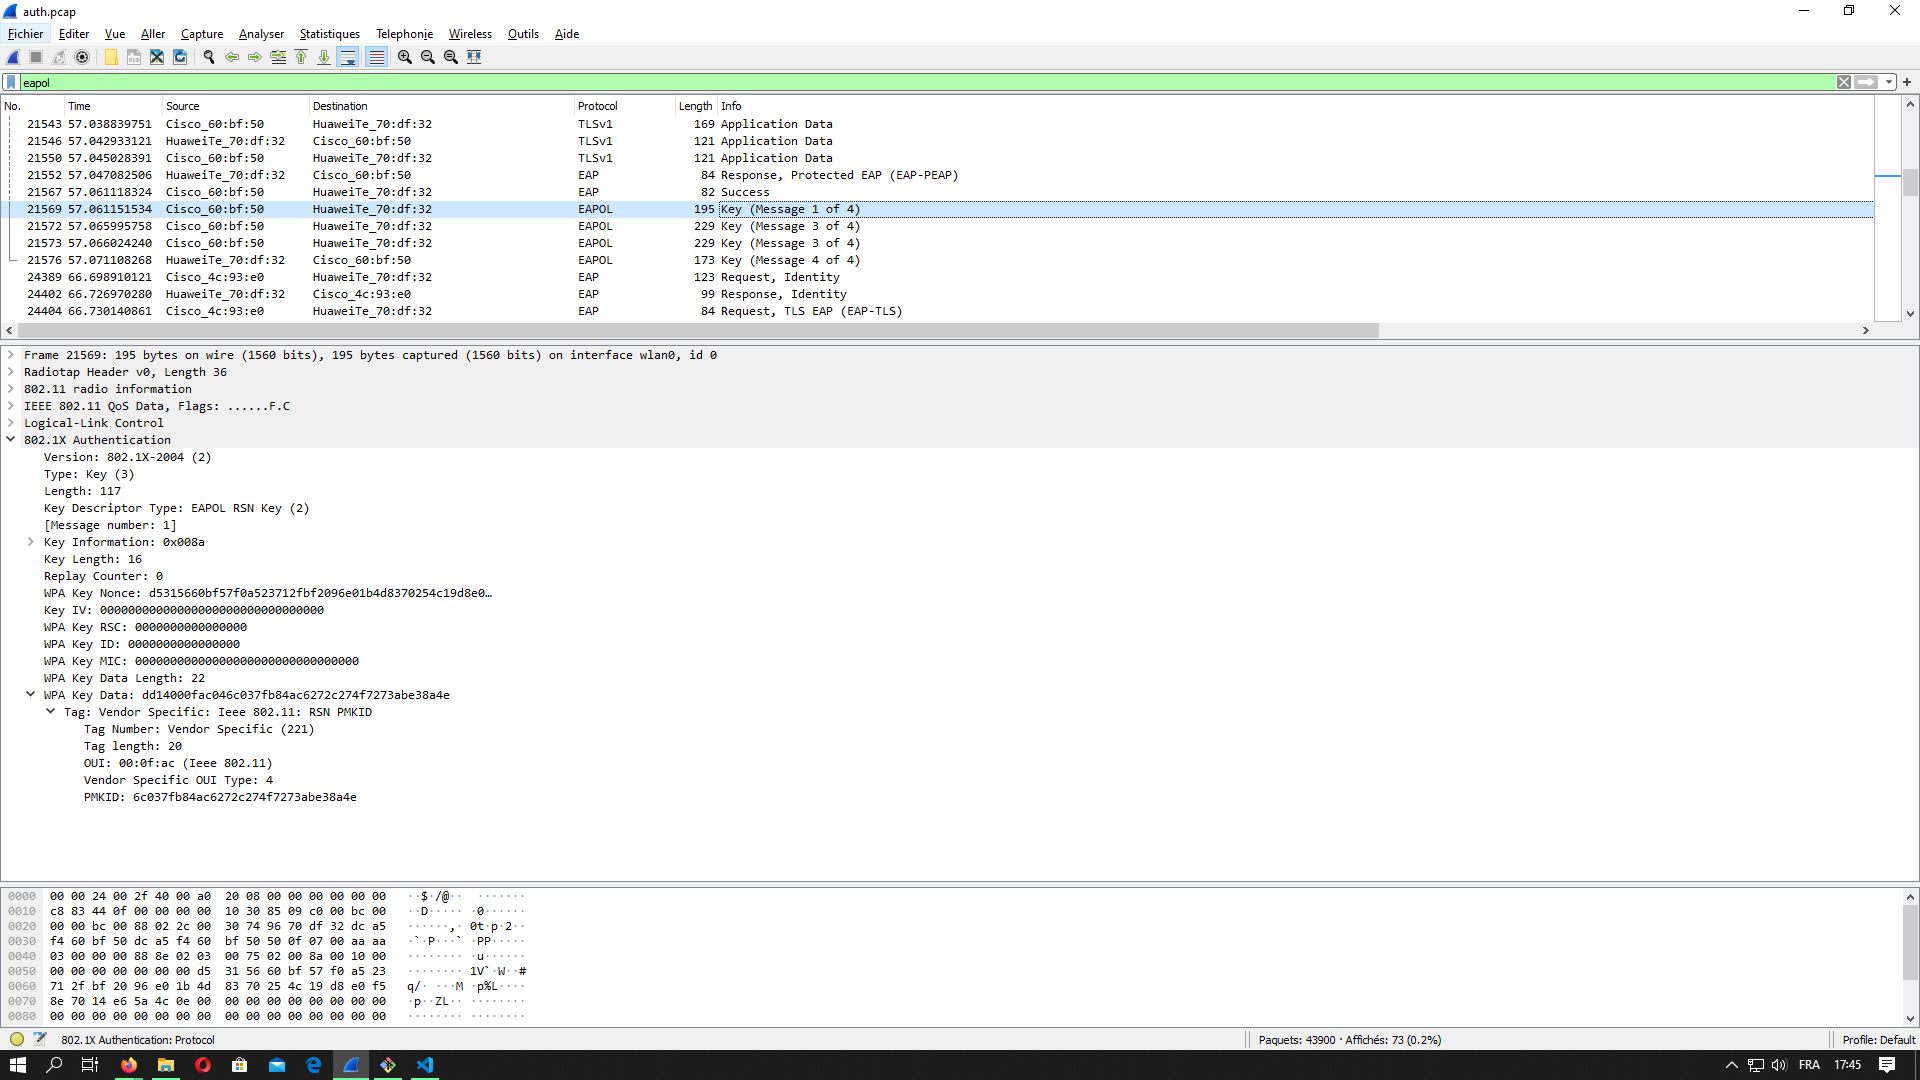 auth.pcap
Fichier Editer Vue Aller Capture Analyser Statistiques Telephonie Wireless Outils Aide
eapol
No. Time Source Destination Protocol Length Info
21543 57.038839751 Cisco_60:bf:50 HuaweiTe_70:df:32 TLSv1 169 Application Data
21546 57.042933121 HuaweiTe_70:df:32 Cisco_60:bf:50 TLSv1 121 Application Data
21550 57.045028391 Cisco_60:bf:50 HuaweiTe_70:df:32 TLSv1 121 Application Data
21552 57.047082506 HuaweiTe_70:df:32 Cisco_60:bf:50 EAP 84 Response, Protected EAP (EAP-PEAP)
21567 57.061118324 Cisco_60:bf:50 HuaweiTe_70:df:32 EAP 82 Success
21569 57.061151534 Cisco_60:bf:50 HuaweiTe_70:df:32 EAPOL 195 Key (Message 1 of 4)
21572 57.065995758 Cisco_60:bf:50 HuaweiTe_70:df:32 EAPOL 229 Key (Message 3 of 4)
21573 57.066024240 Cisco_60:bf:50 HuaweiTe_70:df:32 EAPOL 229 Key (Message 3 of 4)
21576 57.071108268 HuaweiTe_70:df:32 Cisco_60:bf:50 EAPOL 173 Key (Message 4 of 4)
24389 66.698910121 Cisco_4c:93:e0 HuaweiTe_70:df:32 EAP 123 Request, Identity
24402 66.726970280 HuaweiTe_70:df:32 Cisco_4c:93:e0 EAP 99 Response, Identity
24404 66.730140861 Cisco_4c:93:e0 HuaweiTe_70:df:32 EAP 84 Request, TLS EAP (EAP-TLS)
Frame 21569: 195 bytes on wire (1560 bits), 195 bytes captured (1560 bits) on interface wlan0, id 0
Radiotap Header v0, Length 36
802.11 radio information
IEEE 802.11 QoS Data, Flags: ......F.C
Logical-Link Control
802.1X Authentication
Version: 802.1X-2004 (2)
Type: Key (3)
Length: 117
Key Descriptor Type: EAPOL RSN Key (2)
[Message number: 1]
Key Information: 0x008a
Key Length: 16
Replay Counter: 0
WPA Key Nonce: d5315660bf57f0a523712fbf2096e01b4d8370254c19d8e0…
Key IV: 00000000000000000000000000000000
WPA Key RSC: 0000000000000000
WPA Key ID: 0000000000000000
WPA Key MIC: 00000000000000000000000000000000
WPA Key Data Length: 22
WPA Key Data: dd14000fac046c037fb84ac6272c274f7273abe38a4e
Tag: Vendor Specific: Ieee 802.11: RSN PMKID
Tag Number: Vendor Specific (221)
Tag length: 20
OUI: 00:0f:ac (Ieee 802.11)
Vendor Specific OUI Type: 4
PMKID: 6c037fb84ac6272c274f7273abe38a4e
0000 00 00 24 00 2f 40 00 a0 20 08 00 00 00 00 00 00 ··$·/@·· ·······
0010 c8 83 44 0f 00 00 00 00 10 30 85 09 c0 00 bc 00 ··D····· ·0······
0020 00 00 bc 00 88 02 2c 00 30 74 96 70 df 32 dc a5 ······,· 0t·p·2··
0030 f4 60 bf 50 dc a5 f4 60 bf 50 50 0f 07 00 aa aa ·`·P···` ·PP·····
0040 03 00 00 00 88 8e 02 03 00 75 02 00 8a 00 10 00 ········ ·u······
0050 00 00 00 00 00 00 00 d5 31 56 60 bf 57 f0 a5 23 ········ 1V`·W··#
0060 71 2f bf 20 96 e0 1b 4d 83 70 25 4c 19 d8 e0 f5 q/· ···M ·p%L····
0070 8e 70 14 e6 5a 4c 0e 00 00 00 00 00 00 00 00 00 ·p··ZL·· ········
0080 00 00 00 00 00 00 00 00 00 00 00 00 00 00 00 00 ········ ········
802.1X Authentication: Protocol Paquets: 43900 · Affichés: 73 (0.2%) Profile: Default
FRA 17:45